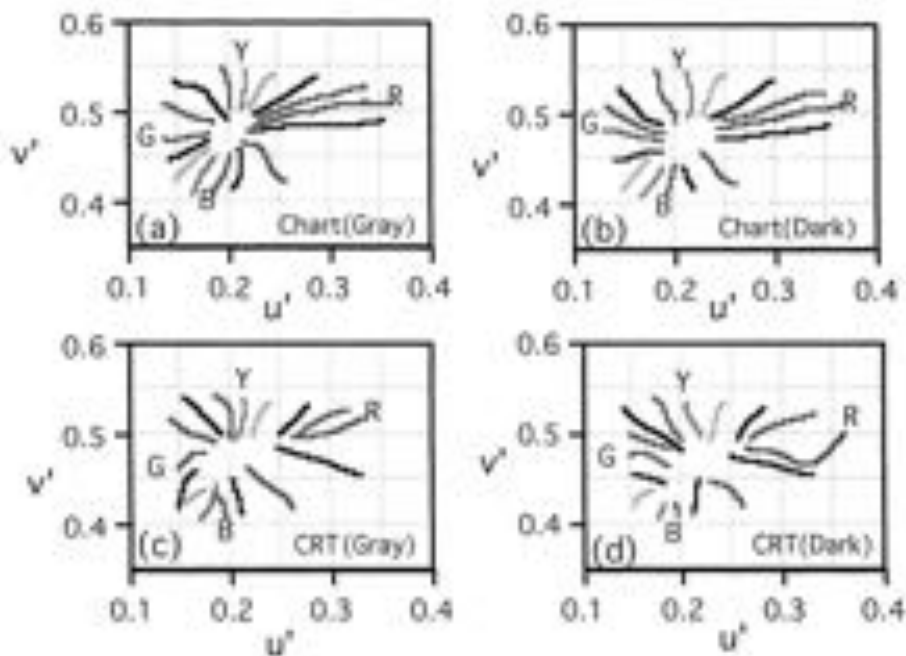 0.6
Y
0.5
R
G
v'
0.4
B
(a)
Chart(Gray)
0.1
0.2
0.3
0.4
u'
0.6
Y
0.5
R
G
v'
0.4
B
(b)
Chart(Dark)
0.1
0.2
0.3
0.4
u'
0.6
Y
0.5
R
G
v'
0.4
B
(c)
CRT(Gray)
0.1
0.2
0.3
0.4
u'
0.6
Y
0.5
R
G
v'
0.4
B
(d)
CRT(Dark)
0.1
0.2
0.3
0.4
u'